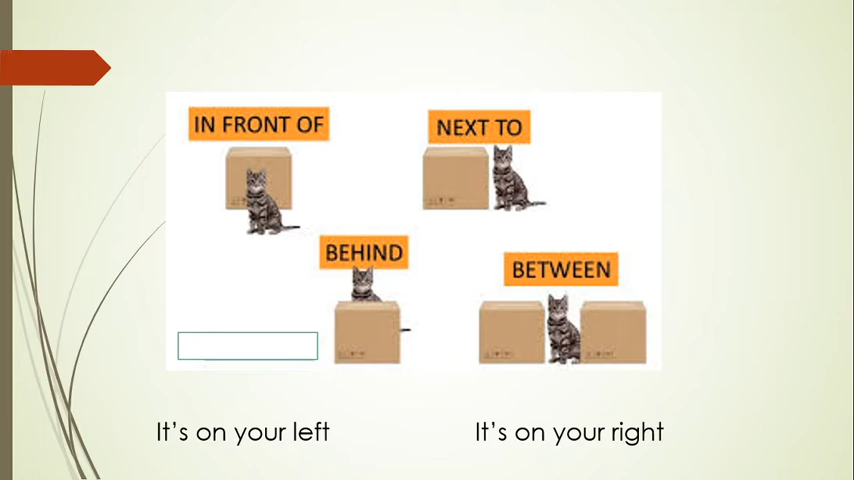 IN FRONT OF
NEXT TO
BEHIND
BETWEEN
It's on your left
It's on your right